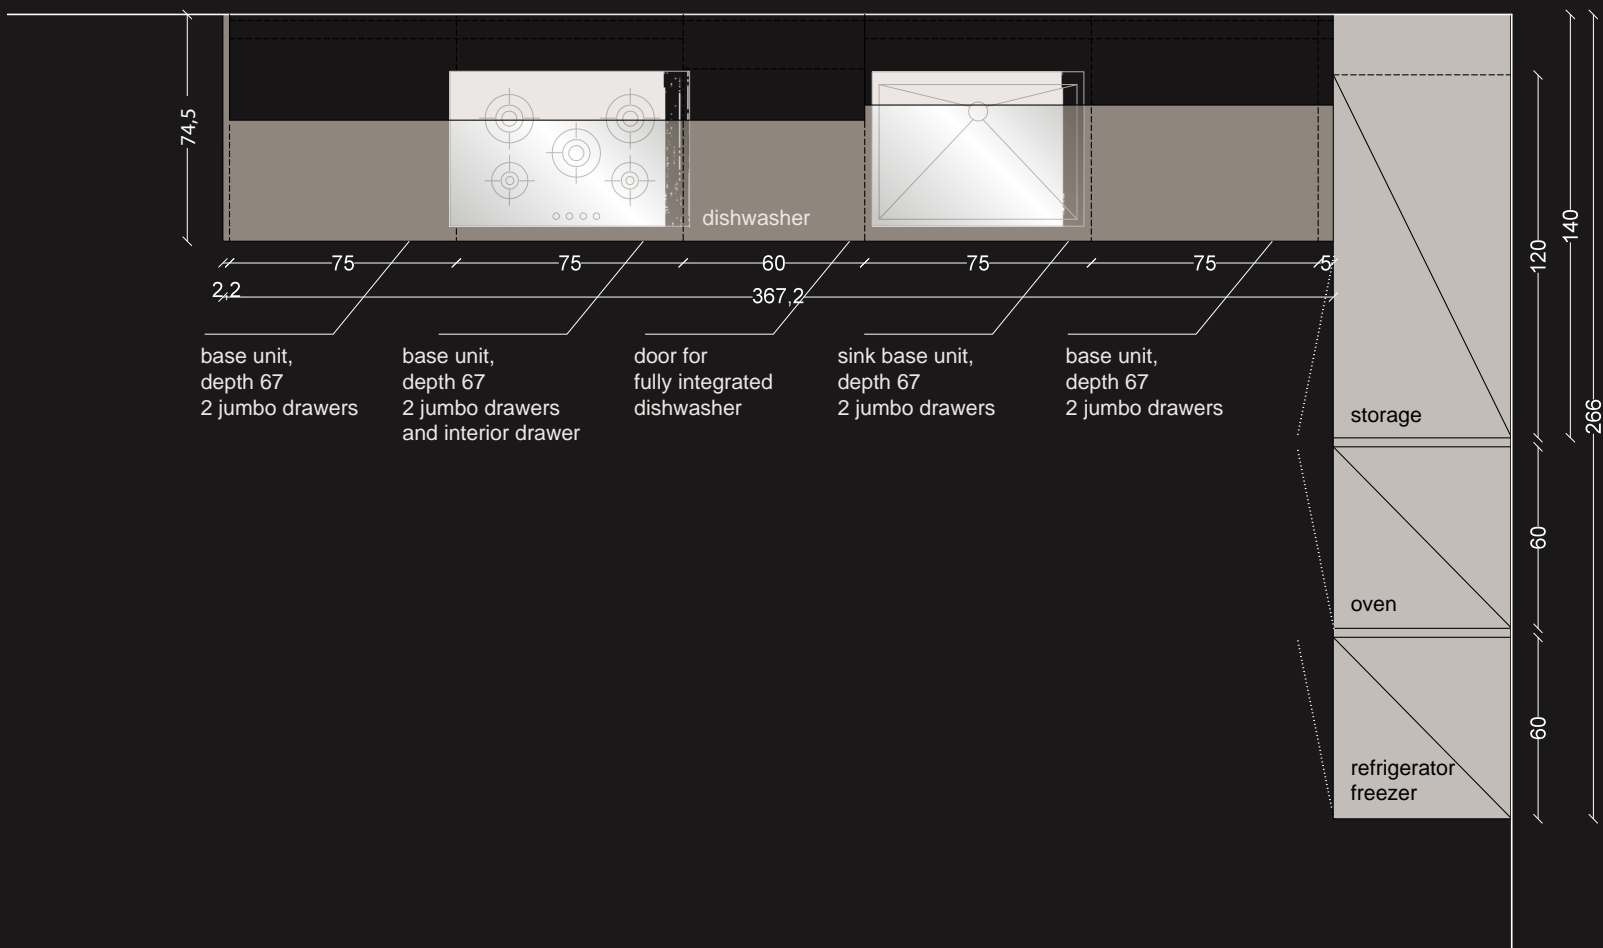 74,5
dishwasher
75
75
60
75
75
5
2,2
367,2
base unit,
depth 67
2 jumbo drawers
base unit,
depth 67
2 jumbo drawers
and interior drawer
door for
fully integrated
dishwasher
sink base unit,
depth 67
2 jumbo drawers
base unit,
depth 67
2 jumbo drawers
storage
oven
refrigerator
freezer
120
140
266
60
60